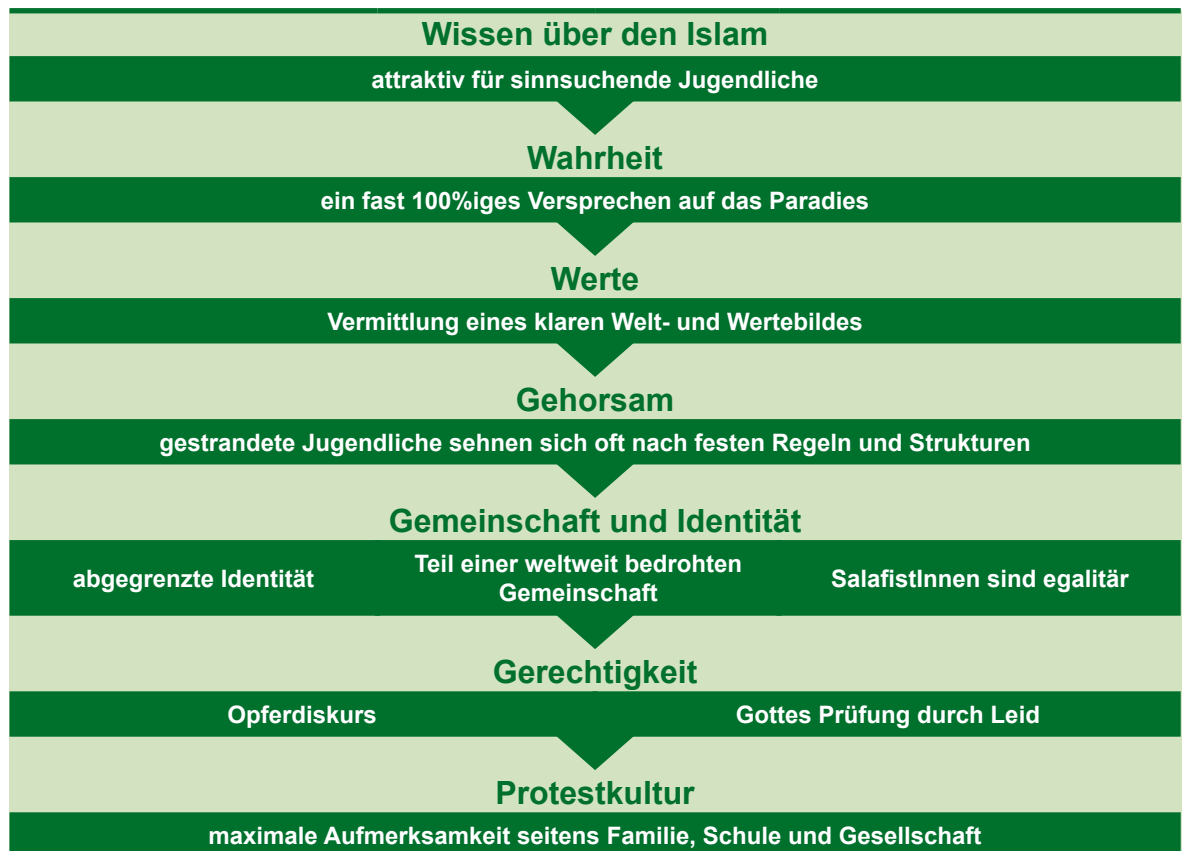 Wissen über den Islam
attraktiv für sinnsuchende Jugendliche
Wahrheit
ein fast 100%iges Versprechen auf das Paradies
Werte
Vermittlung eines klaren Welt- und Wertebildes
Gehorsam
gestrandete Jugendliche sehnen sich oft nach festen Regeln und Strukturen
Gemeinschaft und Identität
abgegrenzte Identität
Teil einer weltweit bedrohten
Gemeinschaft
SalafistInnen sind egalitär
Gerechtigkeit
Opferdiskurs
Gottes Prüfung durch Leid
Protestkultur
maximale Aufmerksamkeit seitens Familie, Schule und Gesellschaft